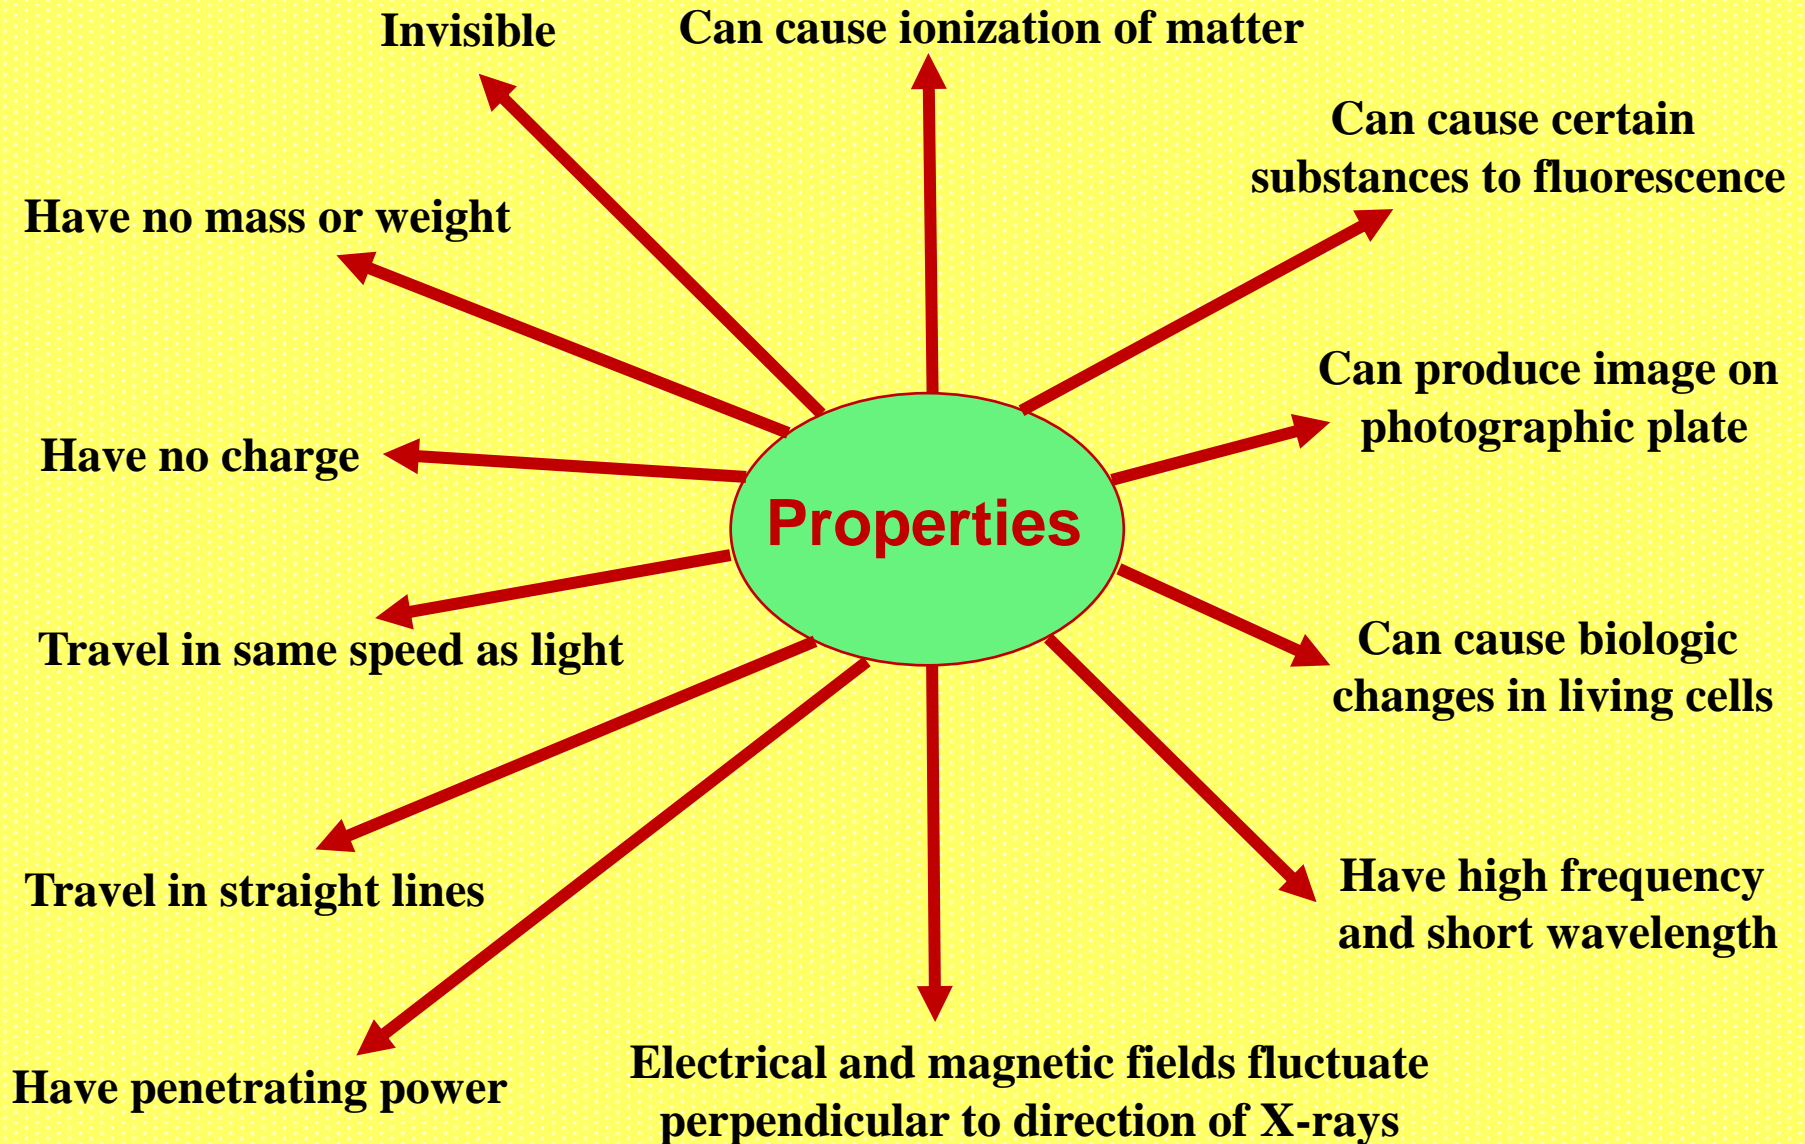 Invisible
Can cause ionization of matter
Can cause certain
substances to fluorescence
Have no mass or weight
Can produce image on
photographic plate
Have no charge
Properties
Travel in same speed as light
Can cause biologic
changes in living cells
Travel in straight lines
Have high frequency
and short wavelength
Have penetrating power
Electrical and magnetic fields fluctuate
perpendicular to direction of X-rays